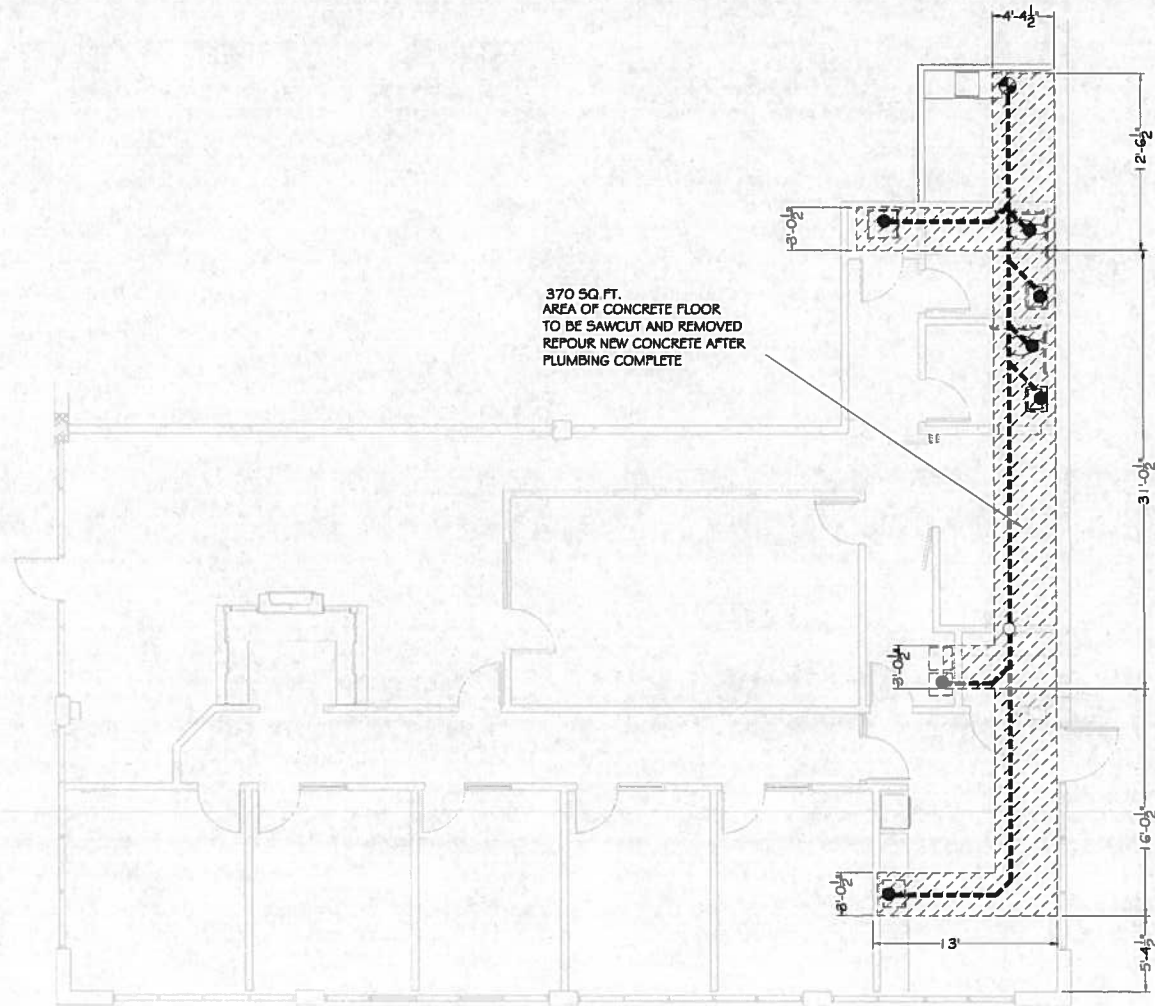 4'-4½"
12'-6½"
3'-0½"
370 SQ.FT.
AREA OF CONCRETE FLOOR
TO BE SAWCUT AND REMOVED
REPOUR NEW CONCRETE AFTER
PLUMBING COMPLETE
31'-0½"
3'-0½"
16'-0½"
3'-0½"
13'
5'-4½"